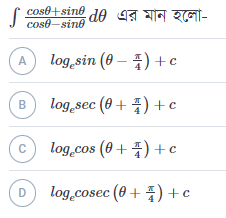 ∫ (cosθ+sinθ)/(cosθ−sinθ) dθ এর মান হলো-
A log_e sin (θ − π/4) + c
B log_e sec (θ + π/4) + c
C log_e cos (θ + π/4) + c
D log_e cosec (θ + π/4) + c